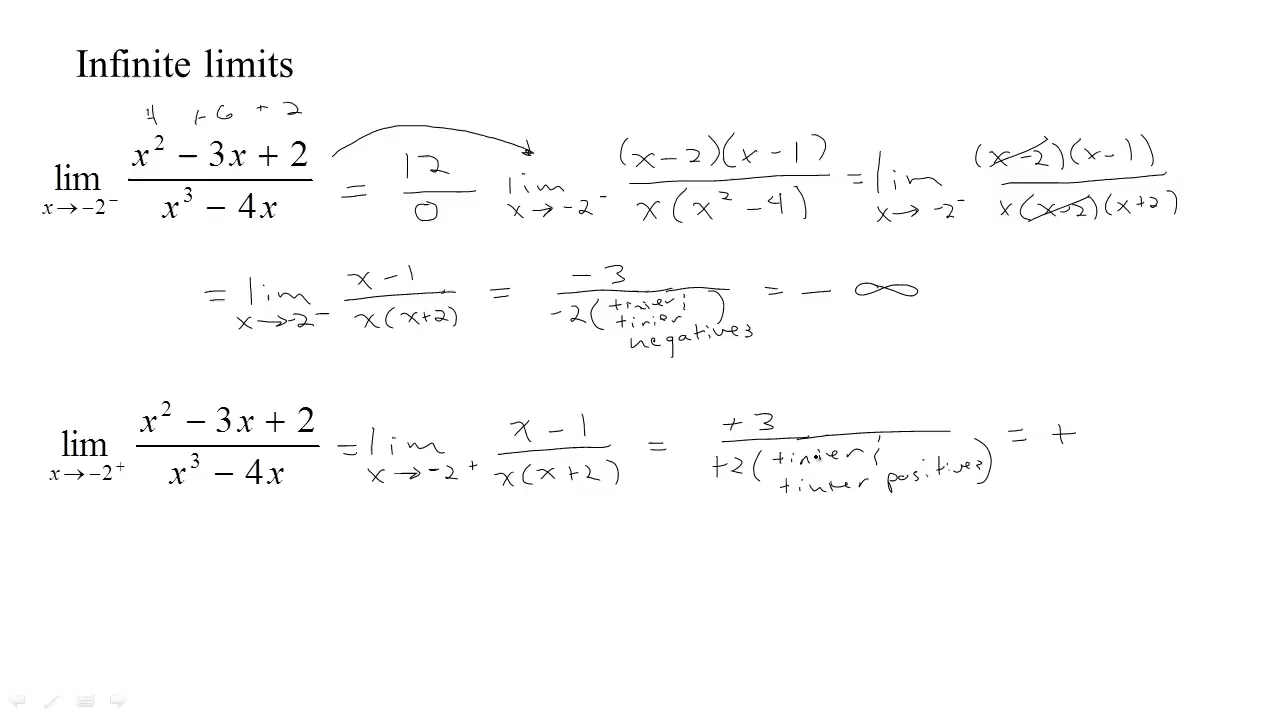 Infinite limits
4 + 6 + 2
lim x→−2⁻ (x² − 3x + 2)/(x³ − 4x) = 12/0 lim x→-2⁻ (x-2)(x-1)/x(x²-4) = lim x→-2⁻ (x-2)(x-1)/x(x-2)(x+2)
= lim x→-2⁻ (x-1)/x(x+2) = -3/-2(tinier; tinier negatives) = - ∞
lim x→−2⁺ (x² − 3x + 2)/(x³ − 4x) = lim x→-2+ (x-1)/x(x+2) = +3/+2(tinier; tinier positives) = +